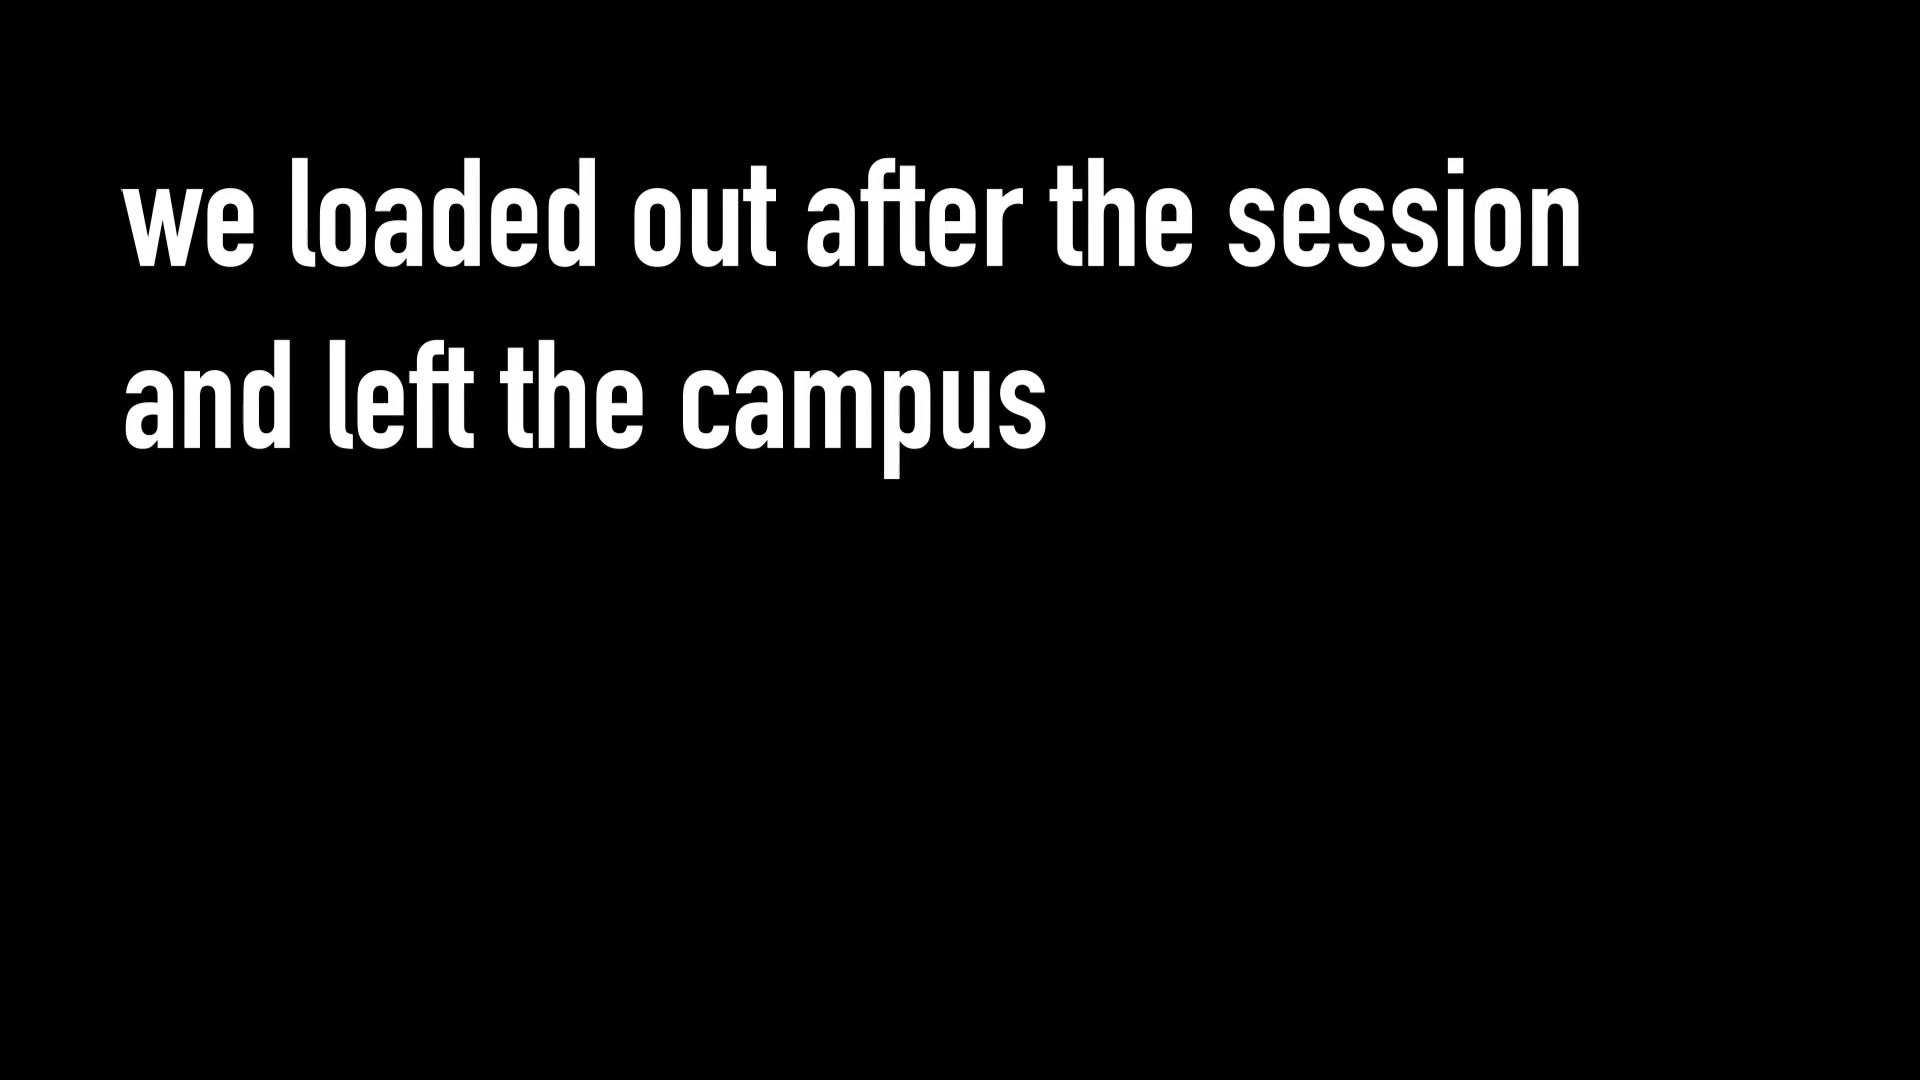 we loaded out after the session
and left the campus